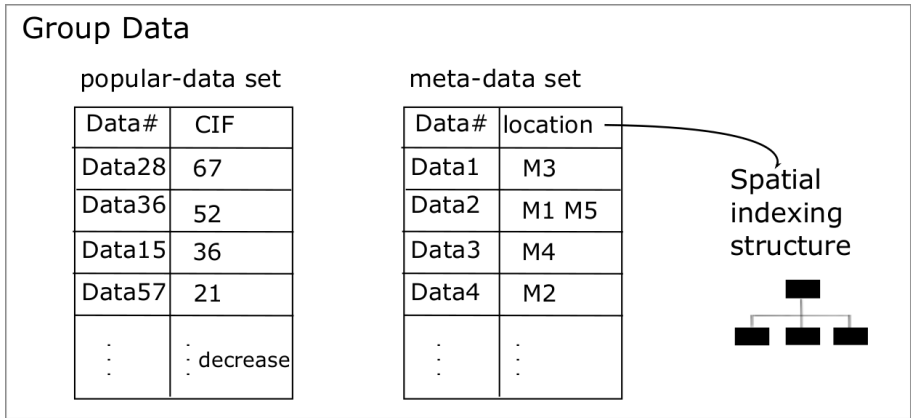 Group Data
popular-data set
Data# CIF
Data28 67
Data36 52
Data15 36
Data57 21
decrease
meta-data set
Data# location
Data1 M3
Data2 M1 M5
Data3 M4
Data4 M2
Spatial
indexing
structure